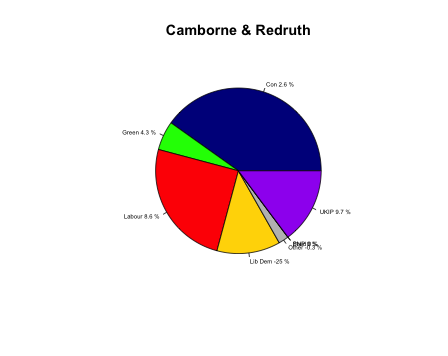 Camborne & Redruth
Con 2.6 %
Green 4.3 %
Labour 8.6 %
UKIP 9.7 %
Other -0.3 %
Lib Dem -25 %